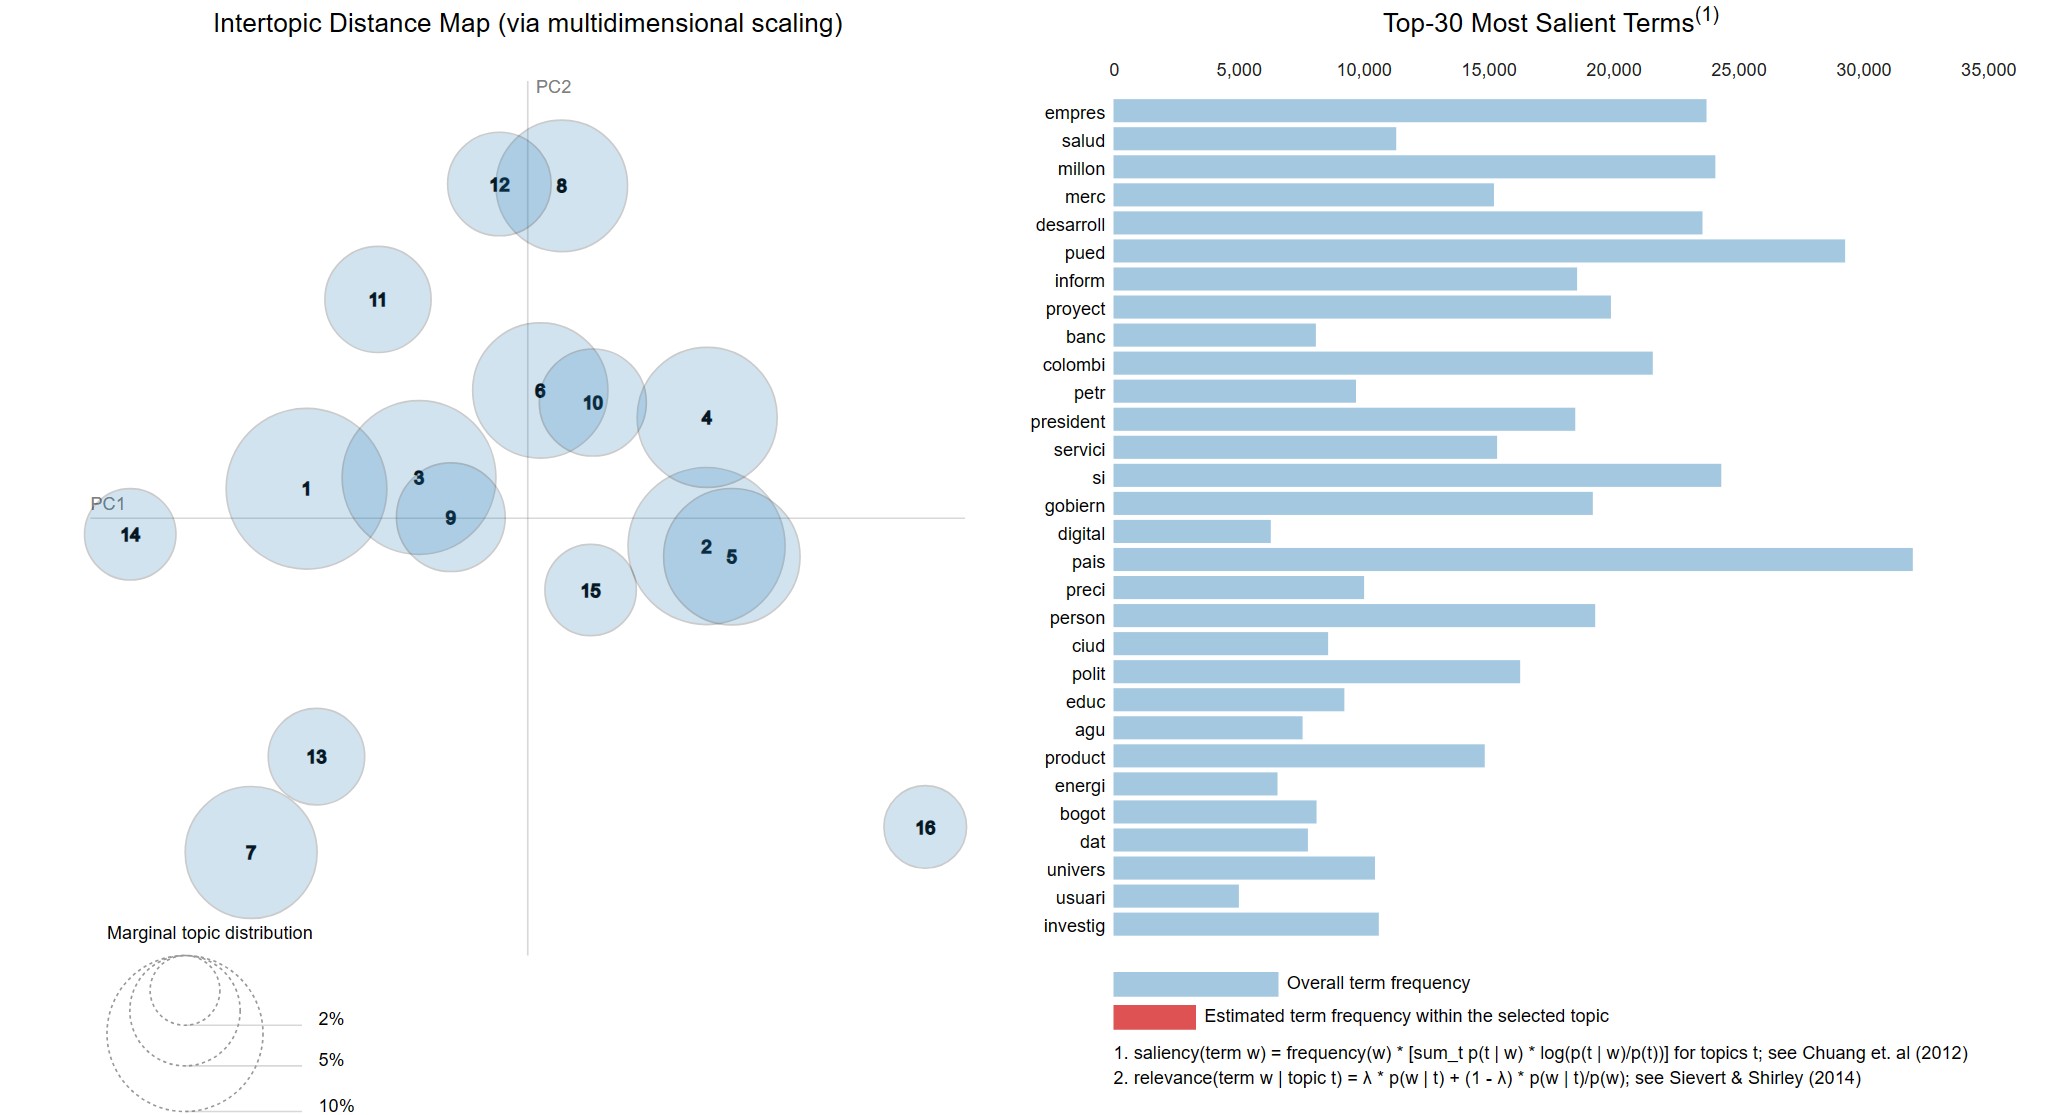 Intertopic Distance Map (via multidimensional scaling)
PC2
12
8
11
6
10
4
1
3
9
PC1
14
2
5
15
13
16
7
Marginal topic distribution
2%
5%
10%
Top-30 Most Salient Terms(1)
0 5,000 10,000 15,000 20,000 25,000 30,000 35,000
empres
salud
millon
merc
desarroll
pued
inform
proyect
banc
colombi
petr
president
servici
si
gobiern
digital
pais
preci
person
ciud
polit
educ
agu
product
energi
bogot
dat
univers
usuari
investig
Overall term frequency
Estimated term frequency within the selected topic
1. saliency(term w) = frequency(w) * [sum_t p(t | w) * log(p(t | w)/p(t))] for topics t; see Chuang et. al (2012)
2. relevance(term w | topic t) = λ * p(w | t) + (1 - λ) * p(w | t)/p(w); see Sievert & Shirley (2014)